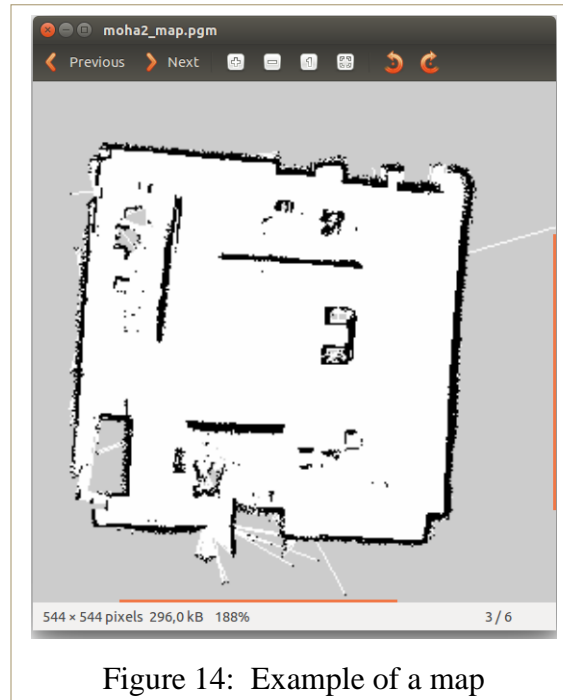 moha2_map.pgm
Previous Next
544 × 544 pixels 296,0 kB 188% 3 / 6
Figure 14: Example of a map